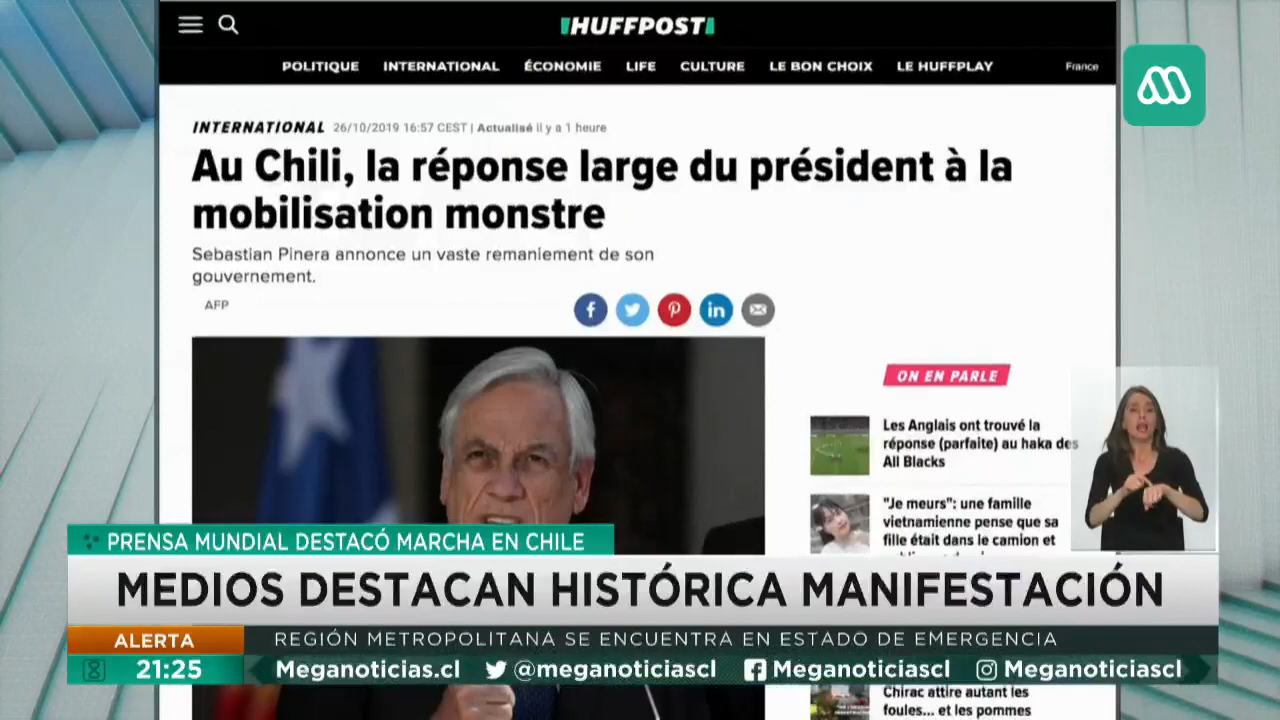 HUFFPOST
POLITIQUE INTERNATIONAL ÉCONOMIE LIFE CULTURE LE BON CHOIX LE HUFFPLAY France
INTERNATIONAL 26/10/2019 16:57 CEST | Actualisé il y a 1 heure
Au Chili, la réponse large du président à la
mobilisation monstre
Sebastian Pinera annonce un vaste remaniement de son
gouvernement.
AFP
ON EN PARLE
Les Anglais ont trouvé la
réponse (parfaite) au haka des
All Blacks
"Je meurs": une famille
vietnamienne pense que sa
fille était dans le camion et
PRENSA MUNDIAL DESTACÓ MARCHA EN CHILE
MEDIOS DESTACAN HISTÓRICA MANIFESTACIÓN
ALERTA REGIÓN METROPOLITANA SE ENCUENTRA EN ESTADO DE EMERGENCIA
21:25 Meganoticias.cl @meganoticiascl Meganoticiascl Meganoticiascl
Chirac attire autant les
foules... et les pommes